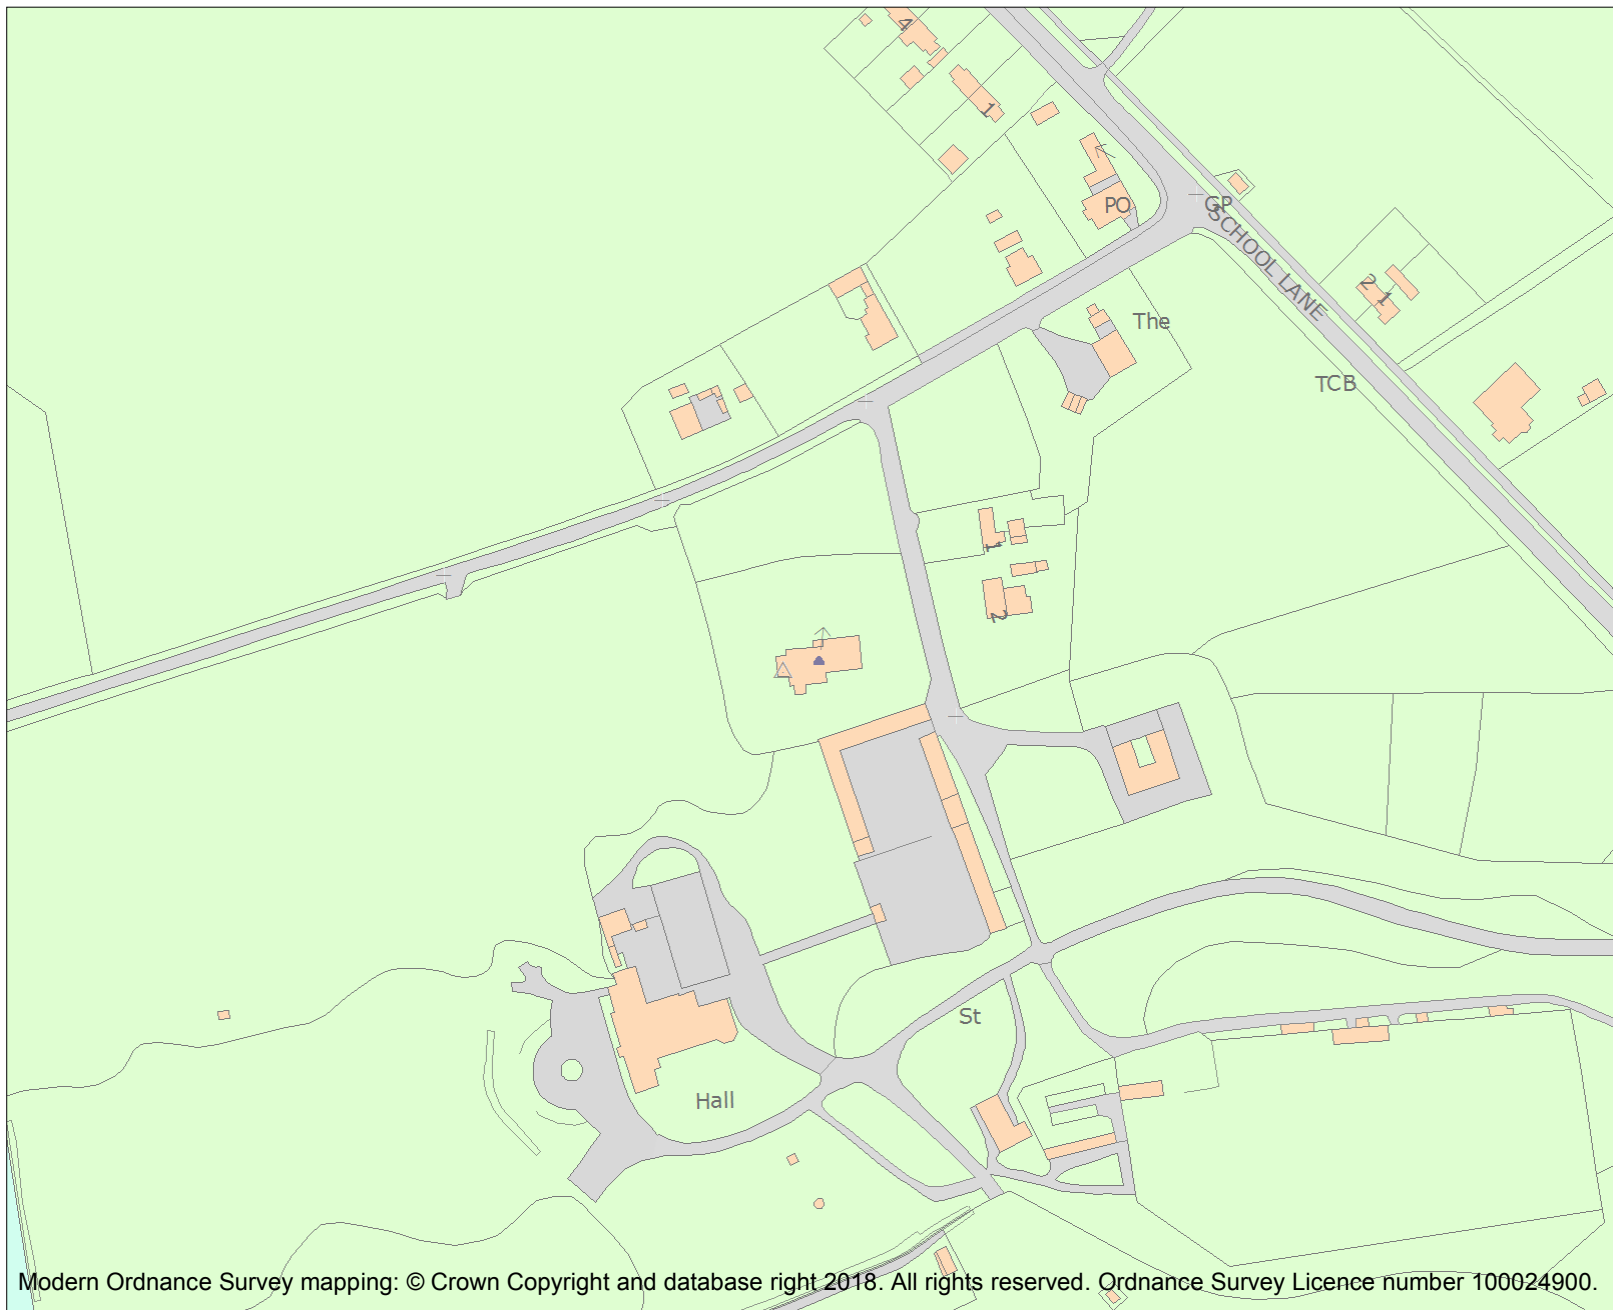 4
1
PO
GP
SCHOOL LANE
2
1
The
TCB
1
2
St
Hall
Modern Ordnance Survey mapping: © Crown Copyright and database right 2018. All rights reserved. Ordnance Survey Licence number 100024900.